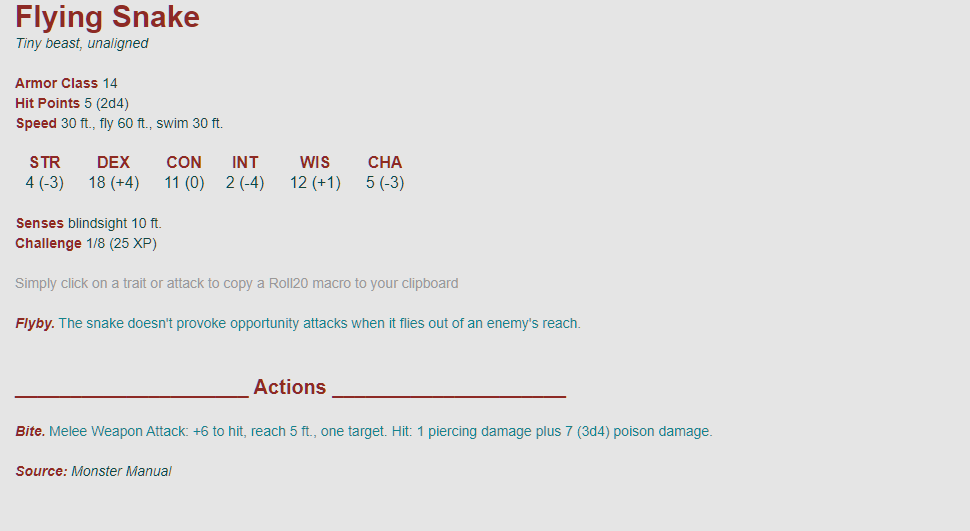 Flying Snake
Tiny beast, unaligned
Armor Class 14
Hit Points 5 (2d4)
Speed 30 ft., fly 60 ft., swim 30 ft.
STR DEX CON INT WIS CHA
4 (-3) 18 (+4) 11 (0) 2 (-4) 12 (+1) 5 (-3)
Senses blindsight 10 ft.
Challenge 1/8 (25 XP)
Simply click on a trait or attack to copy a Roll20 macro to your clipboard
Flyby. The snake doesn't provoke opportunity attacks when it flies out of an enemy's reach.
_____________________ Actions _____________________
Bite. Melee Weapon Attack: +6 to hit, reach 5 ft., one target. Hit: 1 piercing damage plus 7 (3d4) poison damage.
Source: Monster Manual